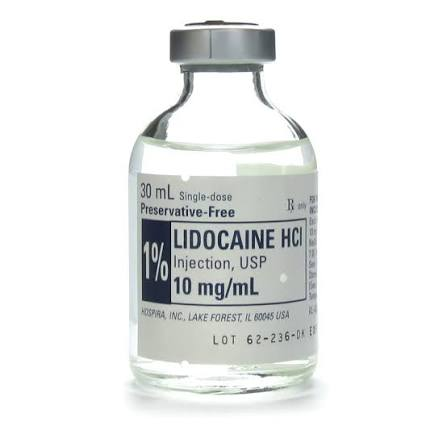 30 mL Single-dose
Preservative-Free
℞ only
1%
LIDOCAINE HCl
Injection, USP
10 mg/mL
HOSPIRA, INC., LAKE FOREST, IL 60045 USA
LOT 62-236-DK